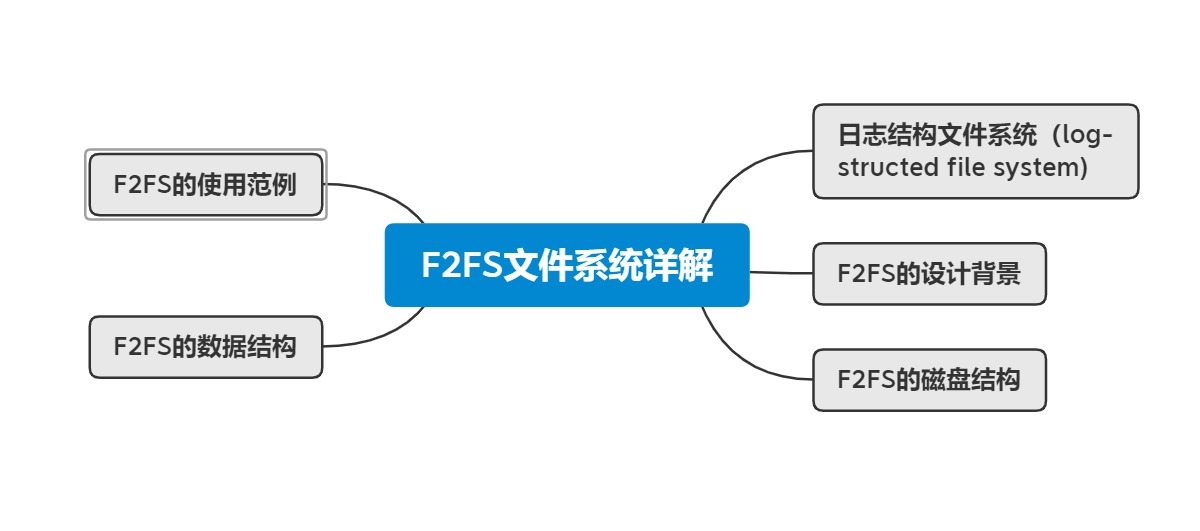 日志结构文件系统（log-
structed file system)
F2FS的使用范例
F2FS文件系统详解
F2FS的设计背景
F2FS的数据结构
F2FS的磁盘结构